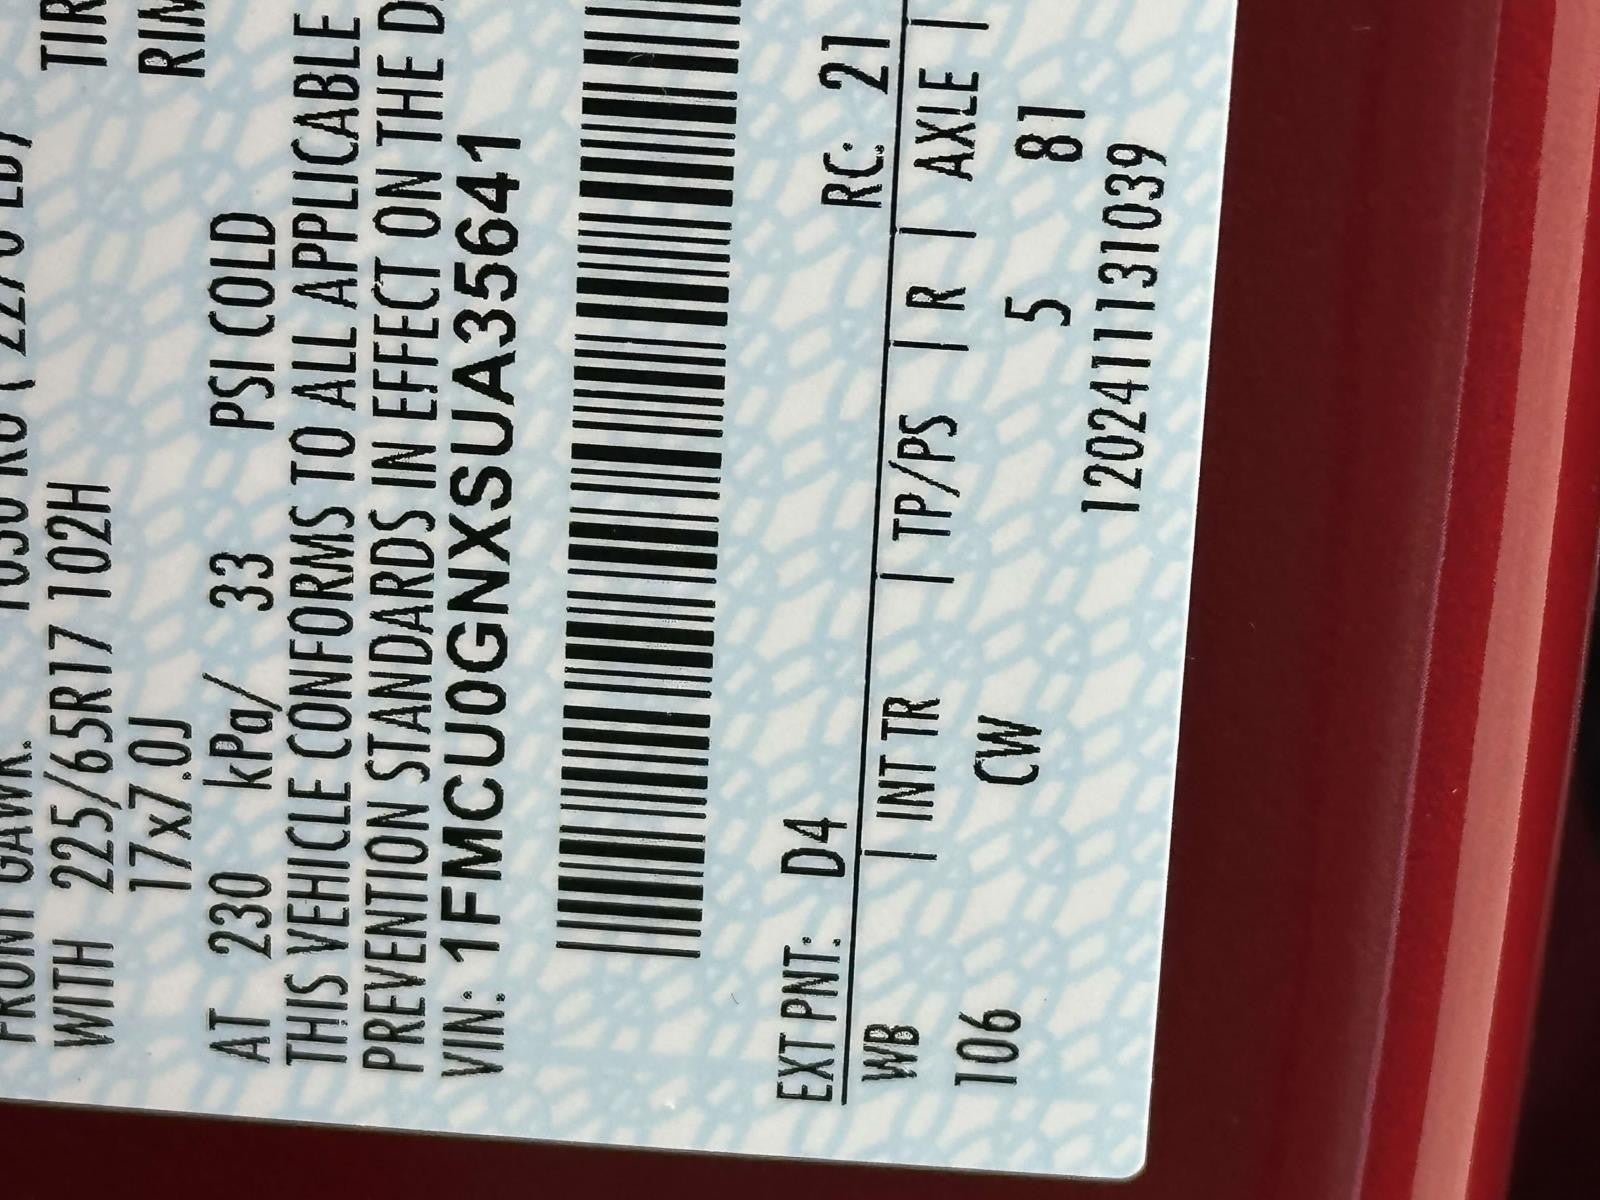 FRONT GAWR:
WITH 225/65R17 102H TIR
17x7.0J RIM
AT 230 kPa/ 33 PSI COLD
THIS VEHICLE CONFORMS TO ALL APPLICABLE
PREVENTION STANDARDS IN EFFECT ON THE D
VIN: 1FMCU0GNXSUA35641
EXT PNT: D4 RC: 21
WB | INT TR | TP/PS | R | AXLE |
106 CW 5 81
1202411131039